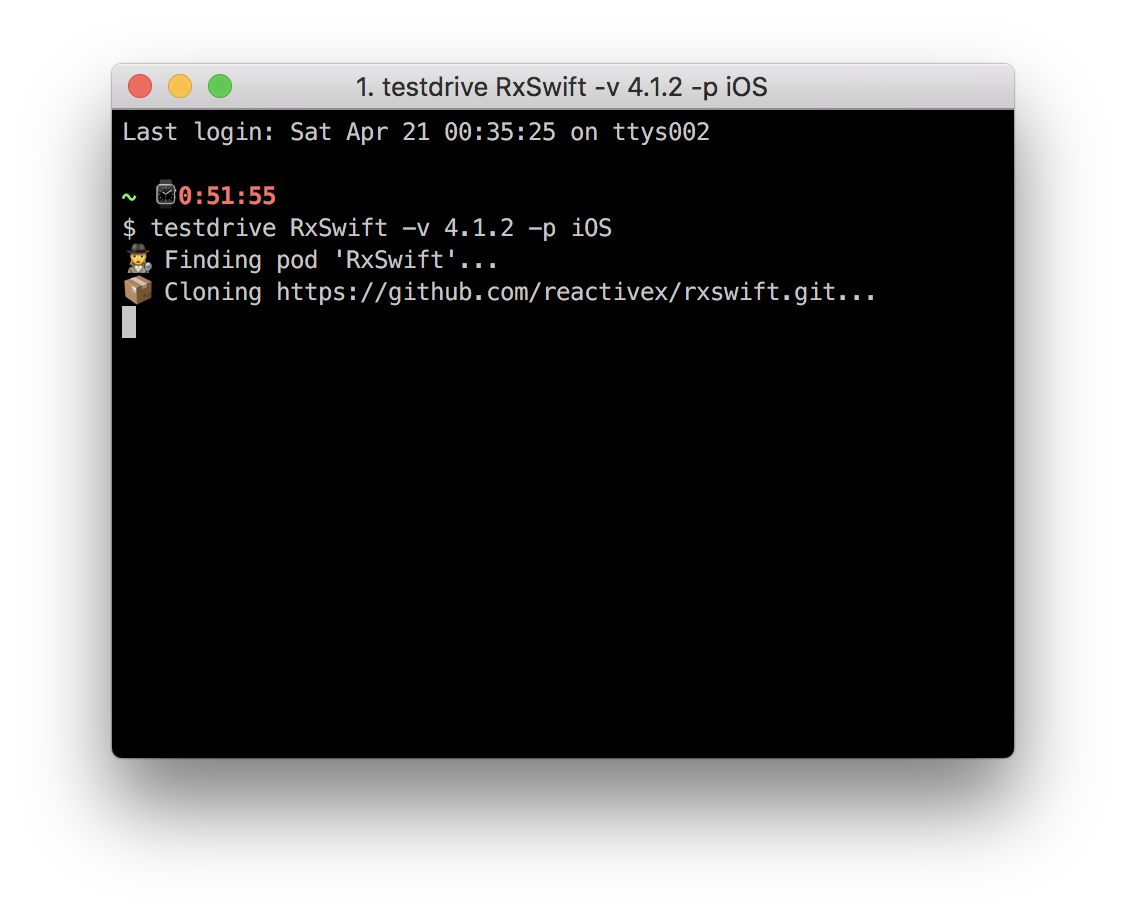 1. testdrive RxSwift -v 4.1.2 -p iOS
Last login: Sat Apr 21 00:35:25 on ttys002
~ ⌚0:51:55
$ testdrive RxSwift -v 4.1.2 -p iOS
🕵️‍♀️ Finding pod 'RxSwift'...
📦 Cloning https://github.com/reactivex/rxswift.git...